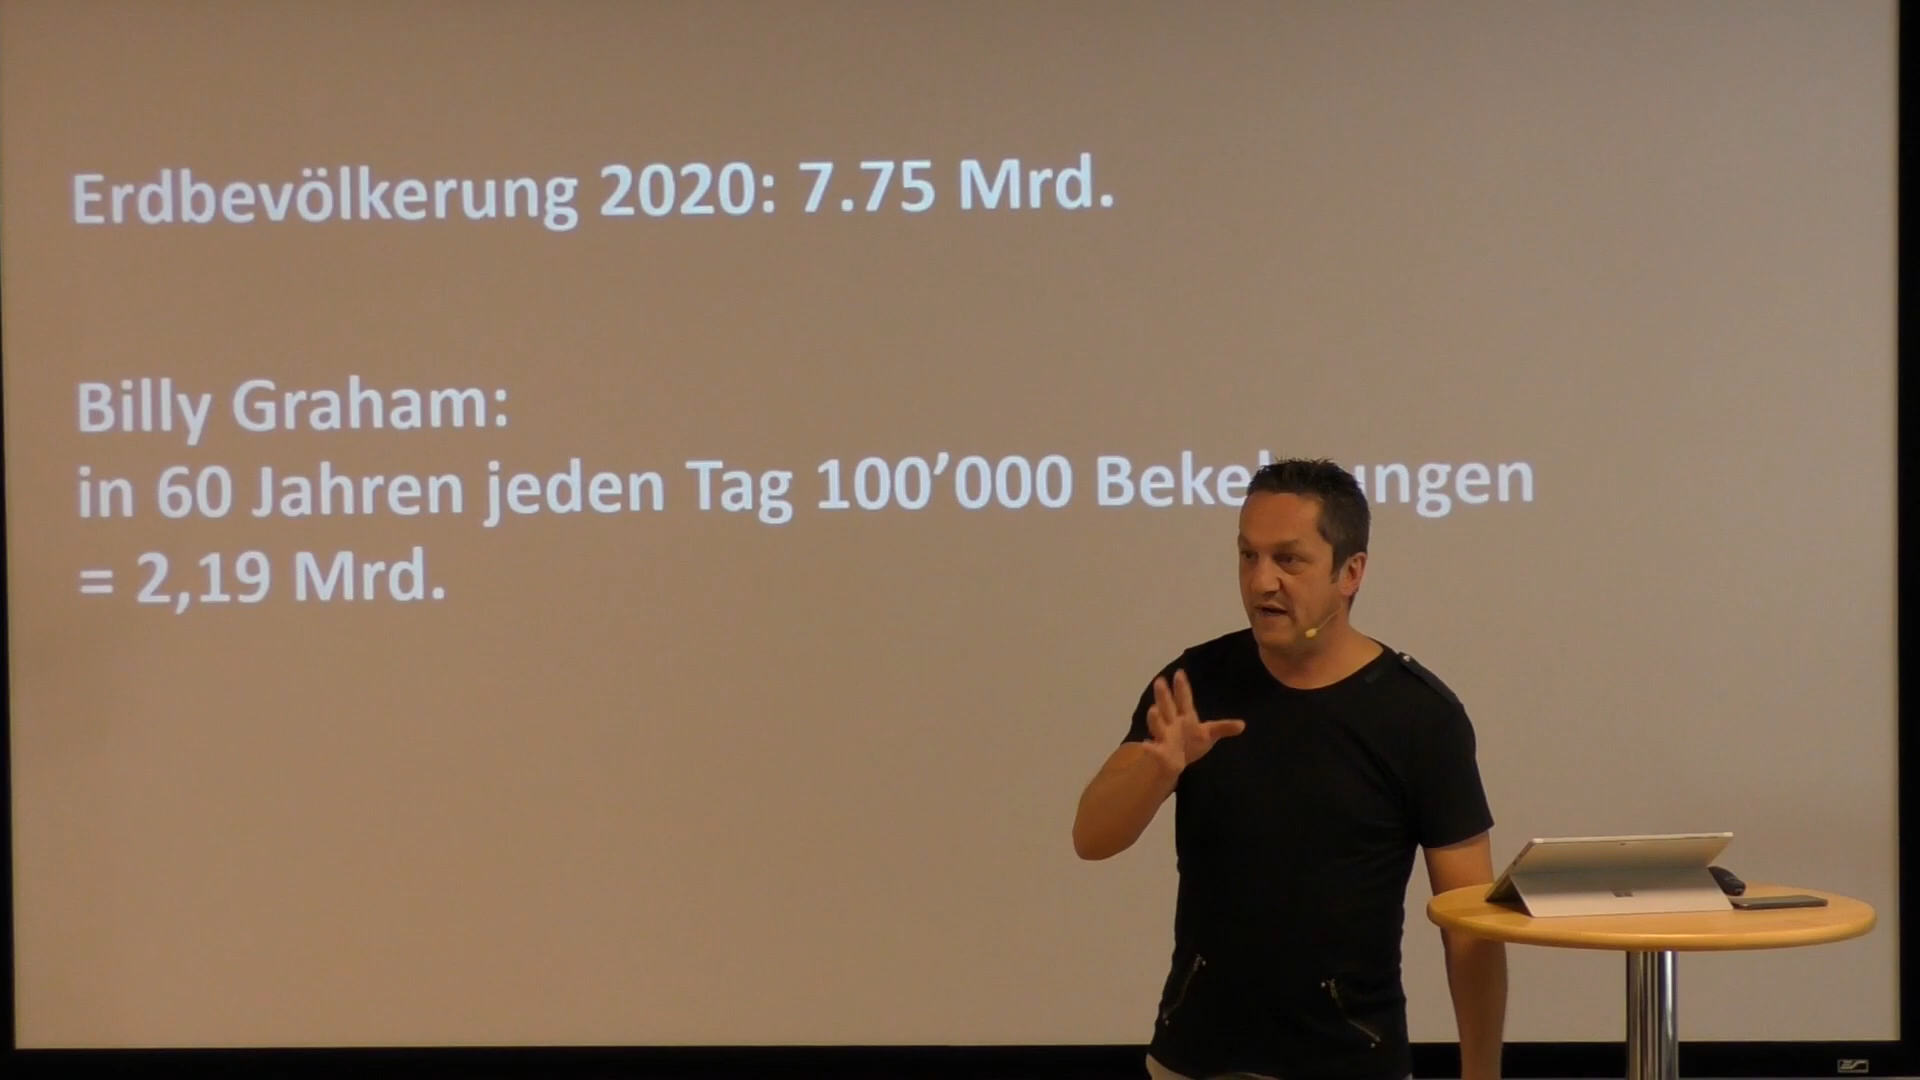 Erdbevölkerung 2020: 7.75 Mrd.
Billy Graham:
in 60 Jahren jeden Tag 100’000
= 2,19 Mrd.